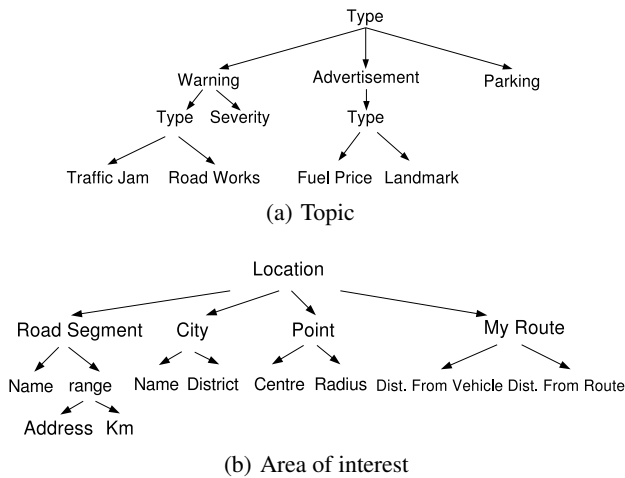 Type
Warning Advertisement Parking
Type Severity Type
Traffic Jam Road Works Fuel Price Landmark
(a) Topic
Location
Road Segment City Point My Route
Name range Name District Centre Radius Dist. From Vehicle Dist. From Route
Address Km
(b) Area of interest